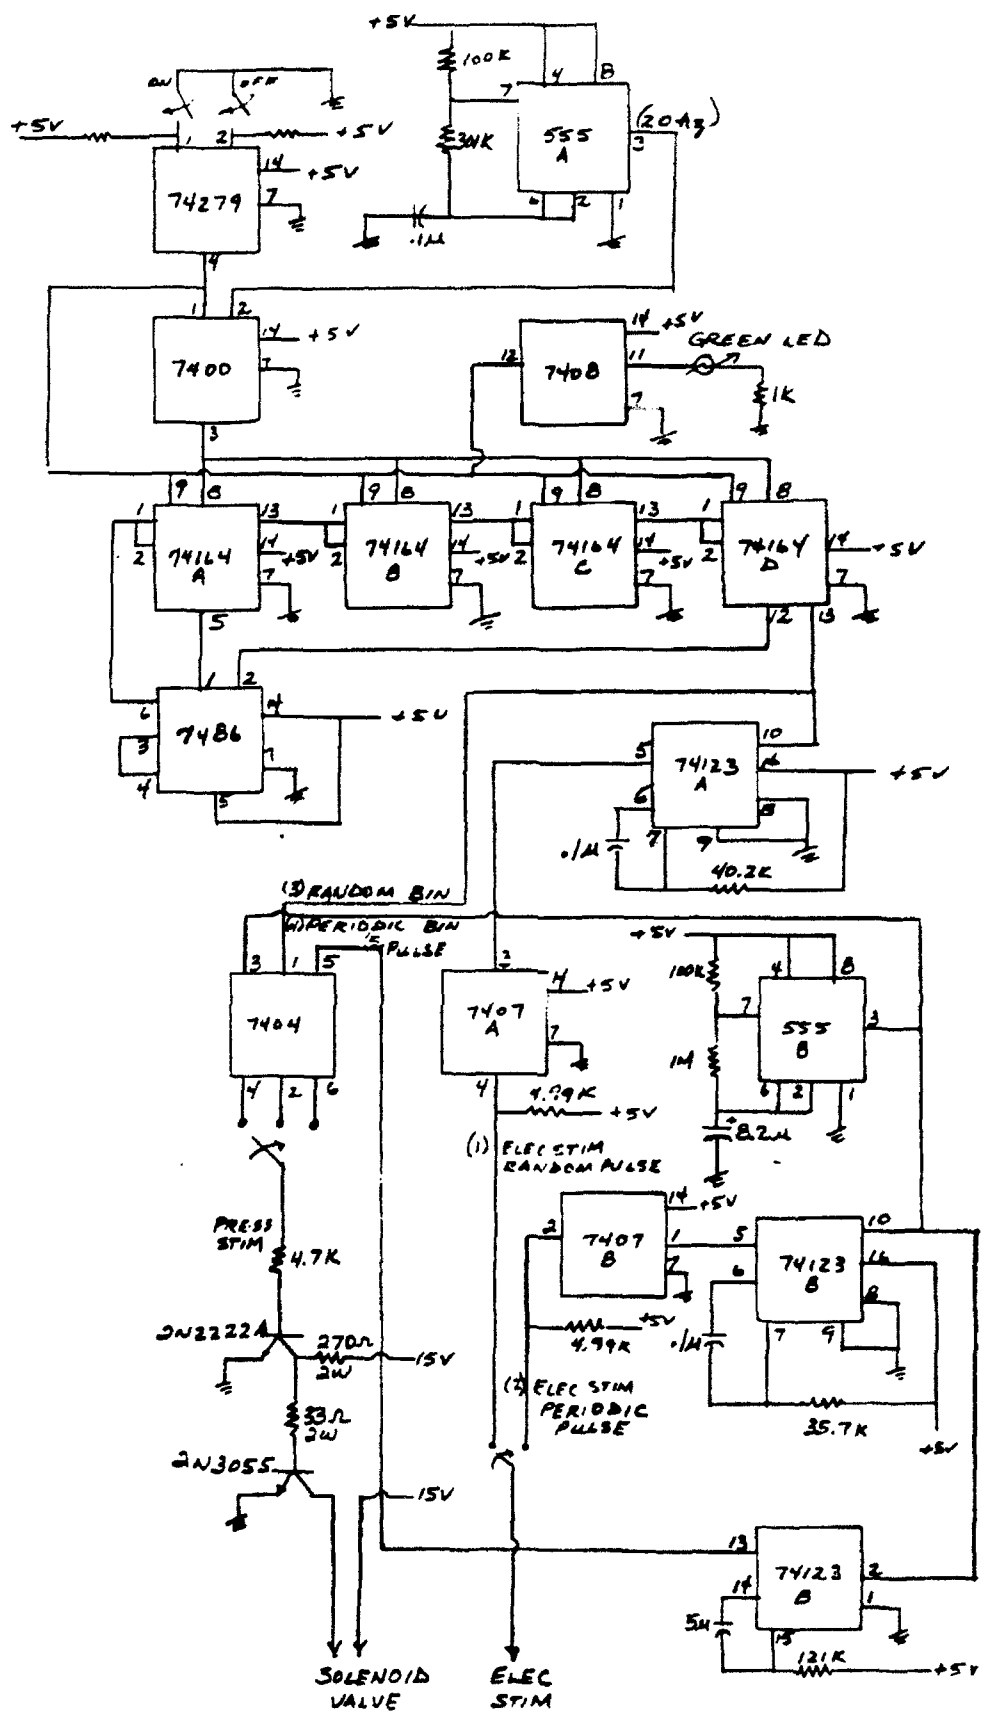 +5V
100K
4
8
ON
OFF
7
(20Hz)
+5V
1
2
+5V
555
A
3
301K
14
+5V
74279
7
6
2
1
.1µ
4
1
2
14
+5V
7400
7
3
14
+5V
GREEN LED
12
7408
11
7
1K
9
8
9
8
9
8
9
8
1
13
1
13
1
13
1
2
74164
A
14
+5V
7
2
74164
B
14
+5V
7
2
74164
C
14
+5V
7
2
74164
D
14
+5V
7
5
12
13
1
2
6
14
+5V
7486
3
7
4
5
10
5
74123
A
16
+5V
6
8
7
9
.1µ
40.2K
(3) RANDOM BIN
(4) PERIODIC BIN
PULSE
+5V
3
1
5
3
14
+5V
100K
4
8
7404
7407
A
7
7
555
B
3
1M
4
2
6
4
4.99K
+5V
6
2
1
8.2µ
(1) ELEC STIM
RANDOM PULSE
PRESS
STIM
4.7K
14
+5V
2
7407
B
1
5
10
7
6
74123
B
16
8
+5V
4.99K
.1µ
7
9
2N2222A
270Ω
2W
15V
(2) ELEC STIM
PERIODIC
PULSE
35.7K
+5V
33Ω
2W
2N3055
15V
13
74123
B
2
14
1
5µ
15
121K
+5V
SOLENOID
VALVE
ELEC
STIM